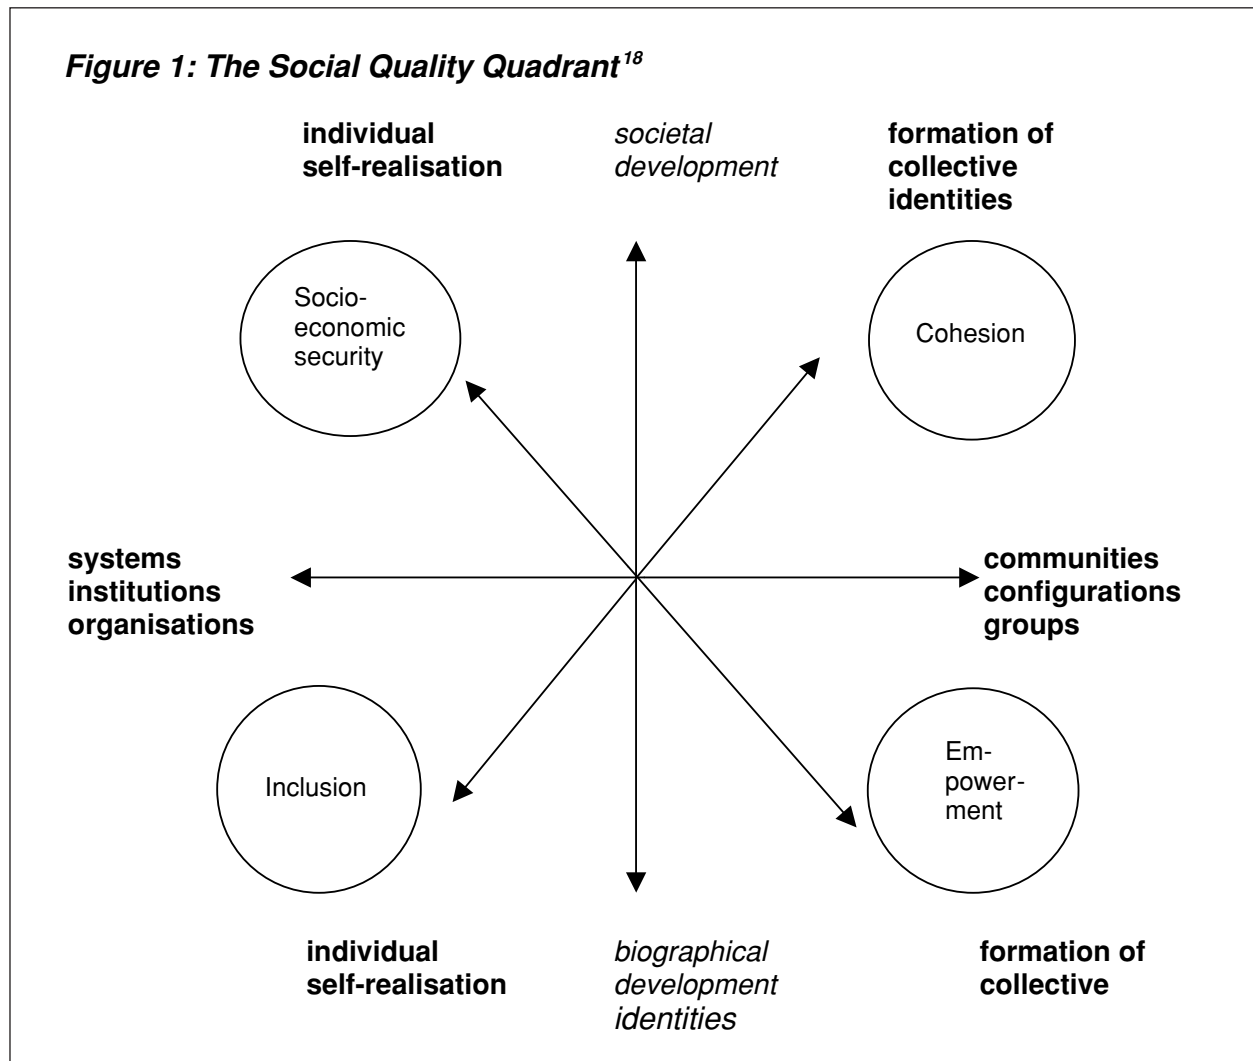 Figure 1: The Social Quality Quadrant18
individual
self-realisation
societal
development
formation of
collective
identities
Socio-
economic
security
Cohesion
systems
institutions
organisations
communities
configurations
groups
Inclusion
Em-
power-
ment
individual
self-realisation
biographical
development
identities
formation of
collective